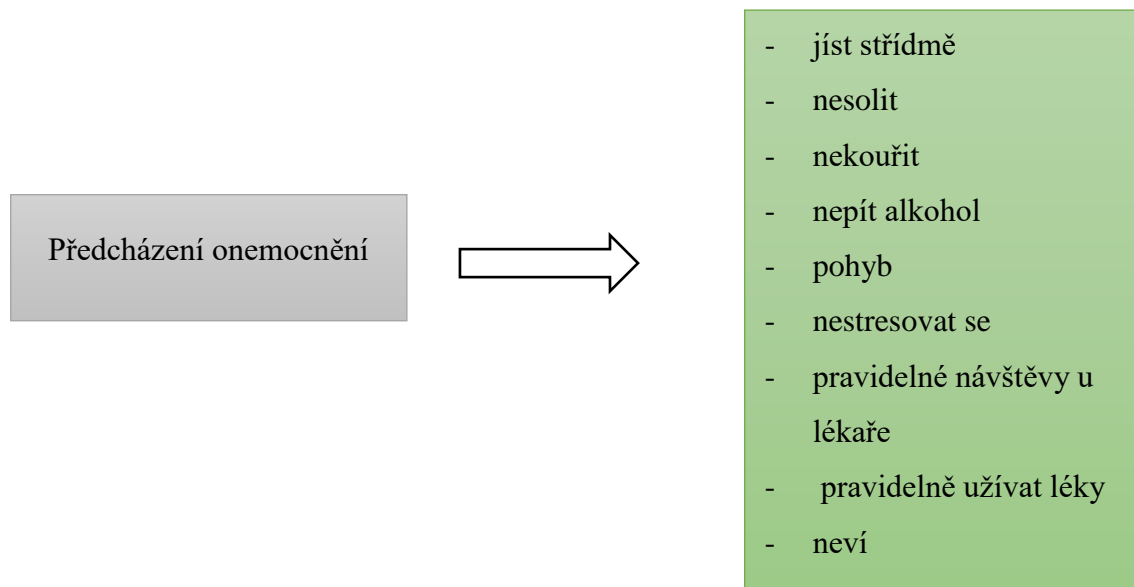 Předcházení onemocnění
- jíst střídmě
- nesolit
- nekouřit
- nepít alkohol
- pohyb
- nestresovat se
- pravidelné návštěvy u
lékaře
- pravidelně užívat léky
- neví